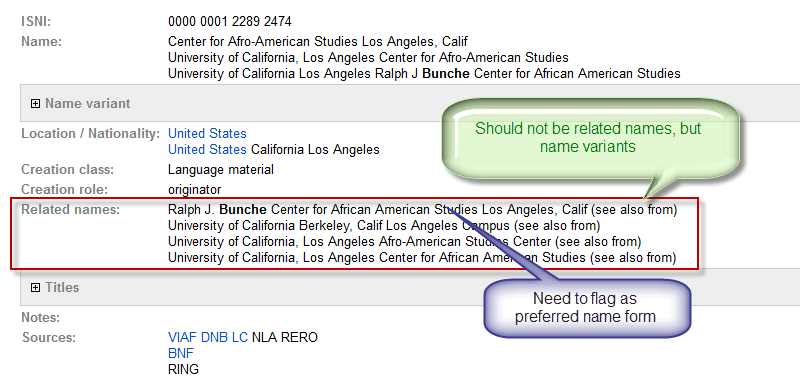 ISNI: 0000 0001 2289 2474
Name: Center for Afro-American Studies Los Angeles, Calif
University of California, Los Angeles Center for Afro-American Studies
University of California Los Angeles Ralph J Bunche Center for African American Studies
Name variant
Should not be related names, but
name variants
Location / Nationality: United States
United States California Los Angeles
Creation class: Language material
Creation role: originator
Related names: Ralph J. Bunche Center for African American Studies Los Angeles, Calif (see also from)
University of California Berkeley, Calif Los Angeles Campus (see also from)
University of California, Los Angeles Afro-American Studies Center (see also from)
University of California, Los Angeles Center for African American Studies (see also from)
Titles
Need to flag as
preferred name form
Notes:
Sources: VIAF DNB LC NLA RERO
BNF
RING